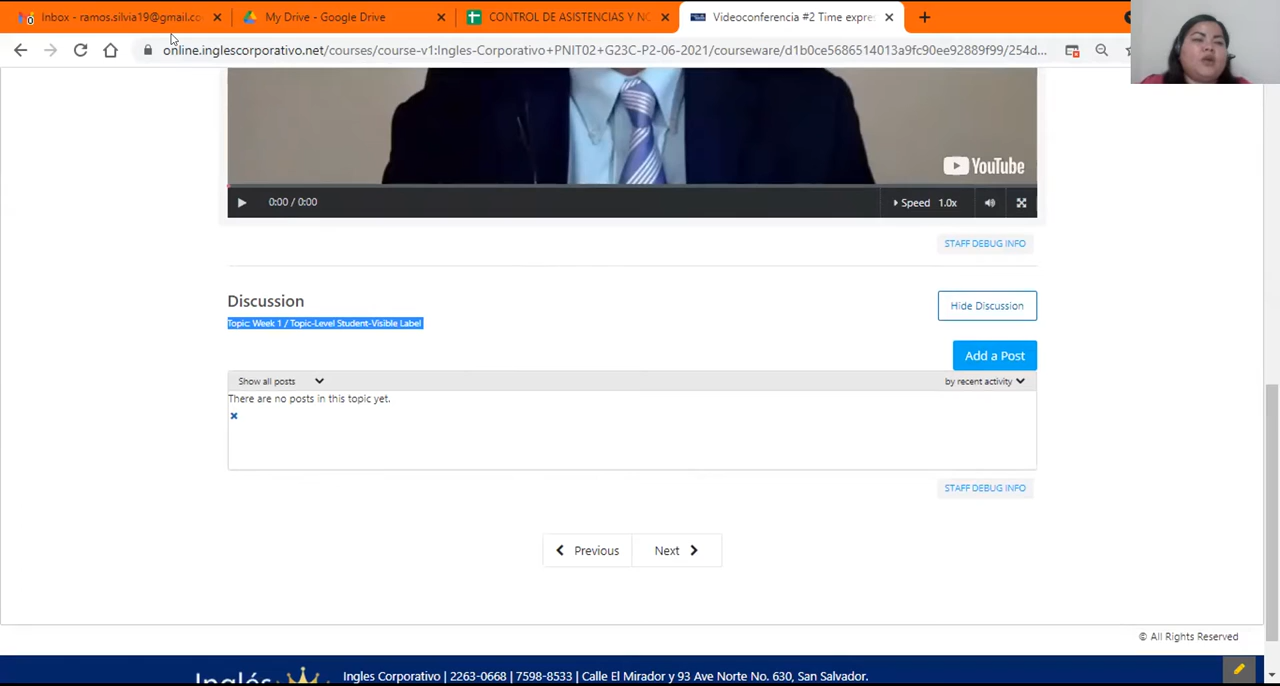 Inbox - ramos.silvia19@gmail.co
My Drive - Google Drive
CONTROL DE ASISTENCIAS Y NO
Videoconferencia #2 Time expre
online.inglescorporativo.net/courses/course-v1:Ingles-Corporativo+PNIT02+G23C-P2-06-2021/courseware/d1b0ce5686514013a9fc90ee92889f99/254d...
YouTube
0:00 / 0:00
Speed 1.0x
STAFF DEBUG INFO
Discussion
Hide Discussion
Topic: Week 1 / Topic-Level Student-Visible Label
Add a Post
Show all posts
by recent activity
There are no posts in this topic yet.
STAFF DEBUG INFO
Previous
Next
© All Rights Reserved
Inglés
Ingles Corporativo | 2263-0668 | 7598-8533 | Calle El Mirador y 93 Ave Norte No. 630, San Salvador.